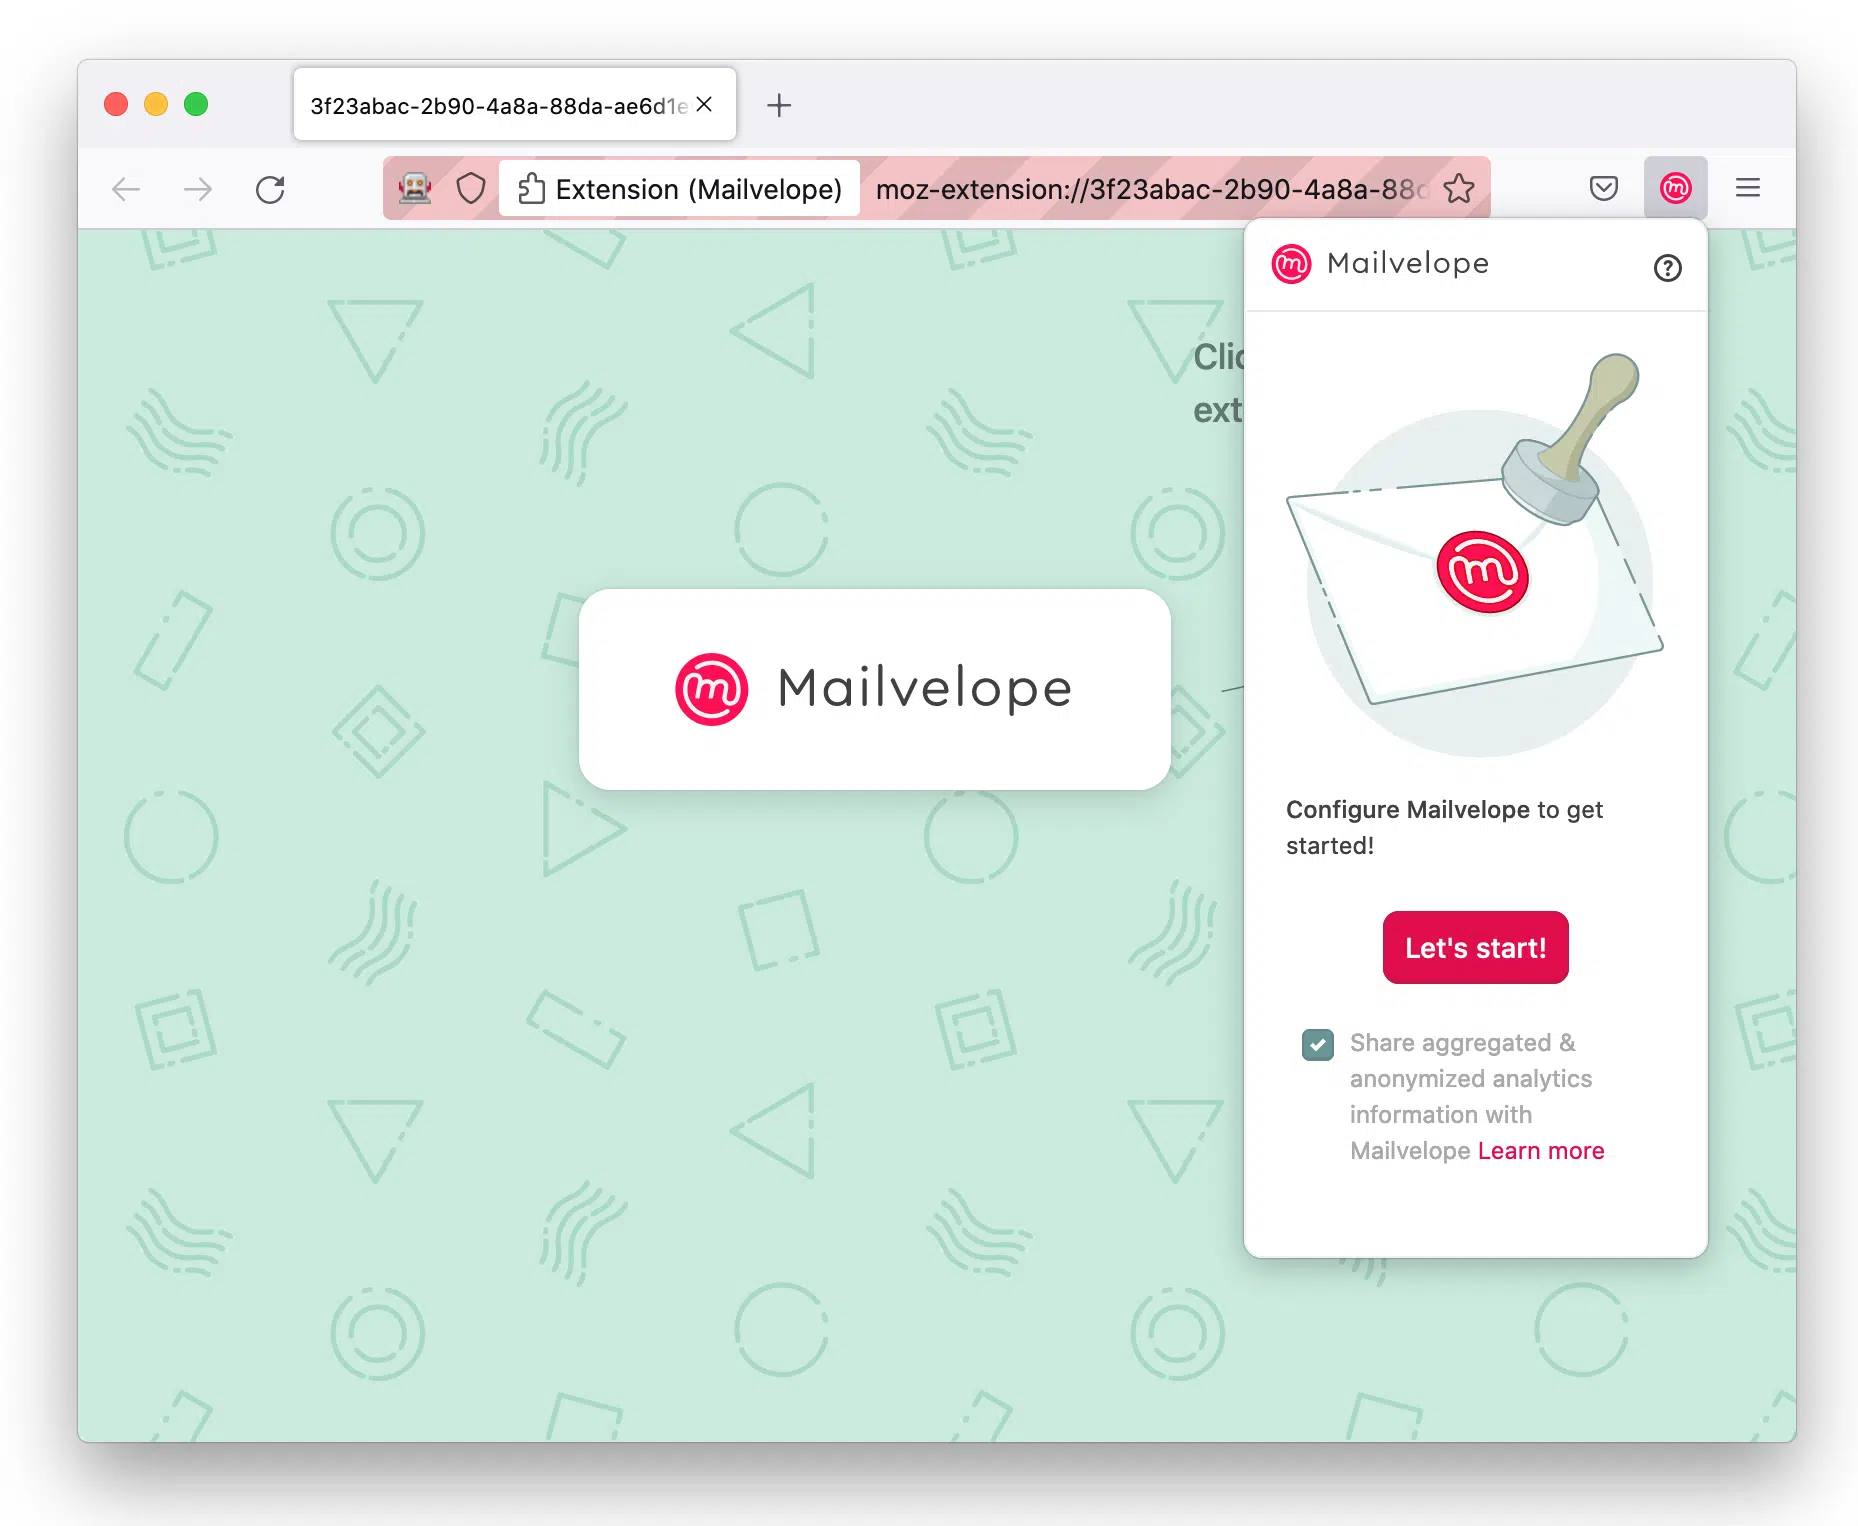 3f23abac-2b90-4a8a-88da-ae6d1e
Extension (Mailvelope)
moz-extension://3f23abac-2b90-4a8a-88
Mailvelope
Clic
ext
Mailvelope
Configure Mailvelope to get
started!
Let's start!
Share aggregated &
anonymized analytics
information with
Mailvelope Learn more